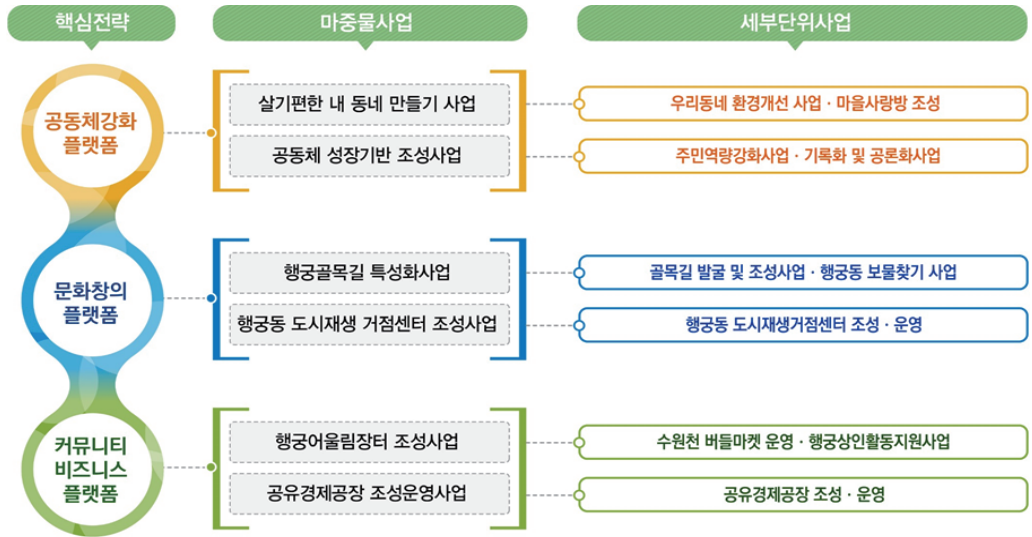 핵심전략
마중물사업
세부단위사업
공동체강화
플랫폼
살기편한 내 동네 만들기 사업
우리동네 환경개선 사업 · 마을사랑방 조성
공동체 성장기반 조성사업
주민역량강화사업 · 기록화 및 공론화사업
문화창의
플랫폼
행궁골목길 특성화사업
골목길 발굴 및 조성사업 · 행궁동 보물찾기 사업
행궁동 도시재생 거점센터 조성사업
행궁동 도시재생거점센터 조성 · 운영
커뮤니티
비즈니스
플랫폼
행궁어울림장터 조성사업
수원천 버들마켓 운영 · 행궁상인활동지원사업
공유경제공장 조성운영사업
공유경제공장 조성 · 운영